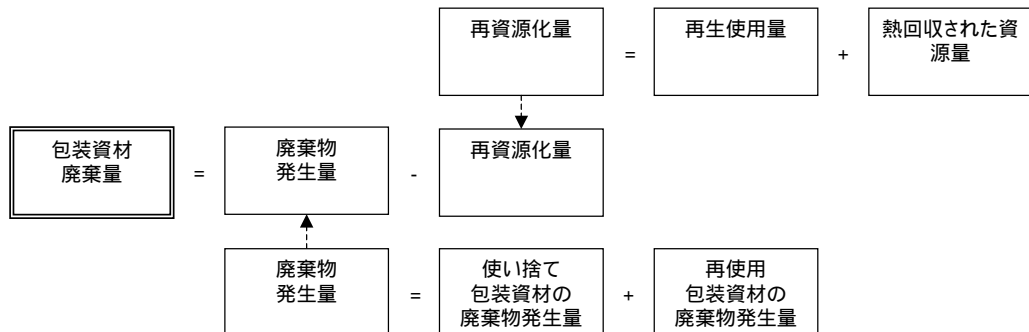 再資源化量
=
再生使用量
+
熱回収された資
源量
包装資材
廃棄量
=
廃棄物
発生量
-
再資源化量
廃棄物
発生量
=
使い捨て
包装資材の
廃棄物発生量
+
再使用
包装資材の
廃棄物発生量